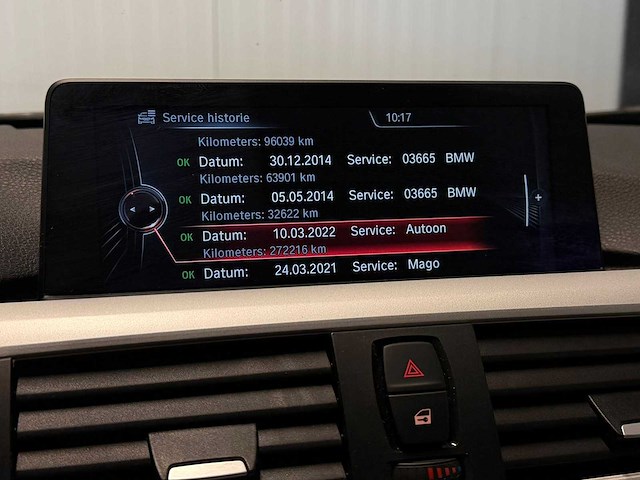 Service historie 10:17
Kilometers: 96039 km
OK Datum: 30.12.2014 Service: 03665 BMW
Kilometers: 63901 km
OK Datum: 05.05.2014 Service: 03665 BMW
Kilometers: 32622 km
OK Datum: 10.03.2022 Service: Autoon
Kilometers: 272216 km
OK Datum: 24.03.2021 Service: Mago